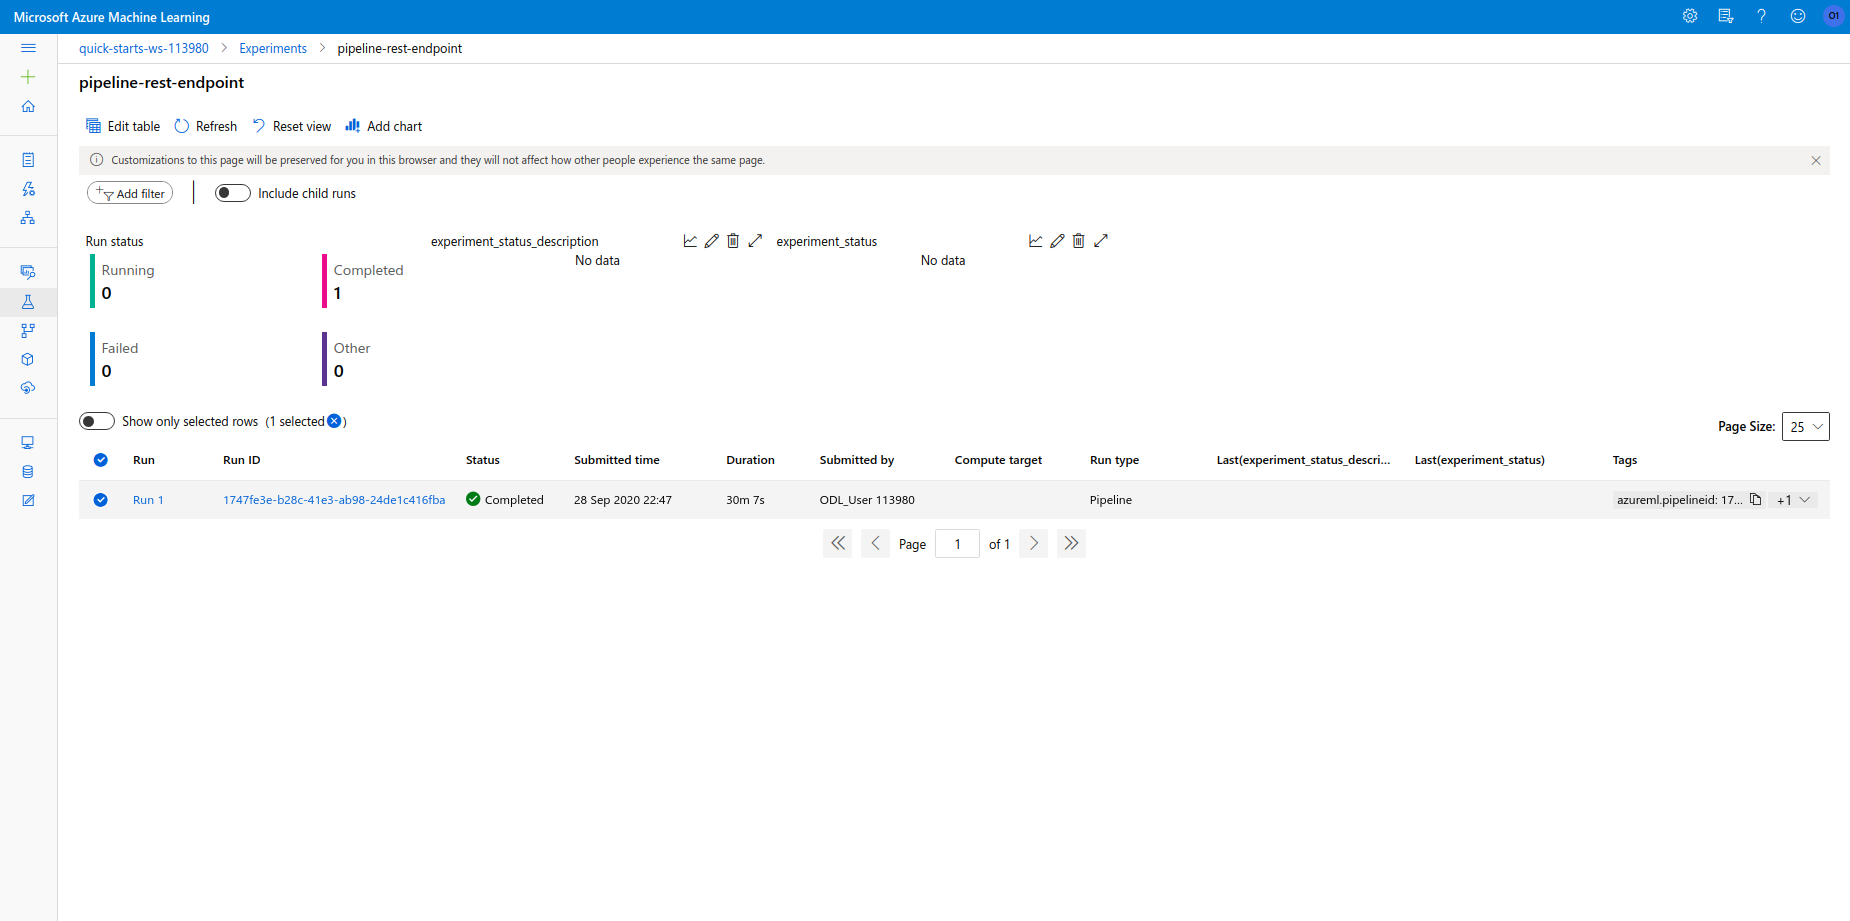 Microsoft Azure Machine Learning
?
O1
quick-starts-ws-113980 > Experiments > pipeline-rest-endpoint
pipeline-rest-endpoint
Edit table Refresh Reset view Add chart
Customizations to this page will be preserved for you in this browser and they will not affect how other people experience the same page.
Add filter Include child runs
Run status experiment_status_description experiment_status
No data No data
Running Completed
0 1
Failed Other
0 0
Show only selected rows (1 selected )
Page Size: 25
Run Run ID Status Submitted time Duration Submitted by Compute target Run type Last(experiment_status_descri... Last(experiment_status) Tags
Run 1 1747fe3e-b28c-41e3-ab98-24de1c416fba Completed 28 Sep 2020 22:47 30m 7s ODL_User 113980 Pipeline azureml.pipelineid: 17... +1
Page 1 of 1